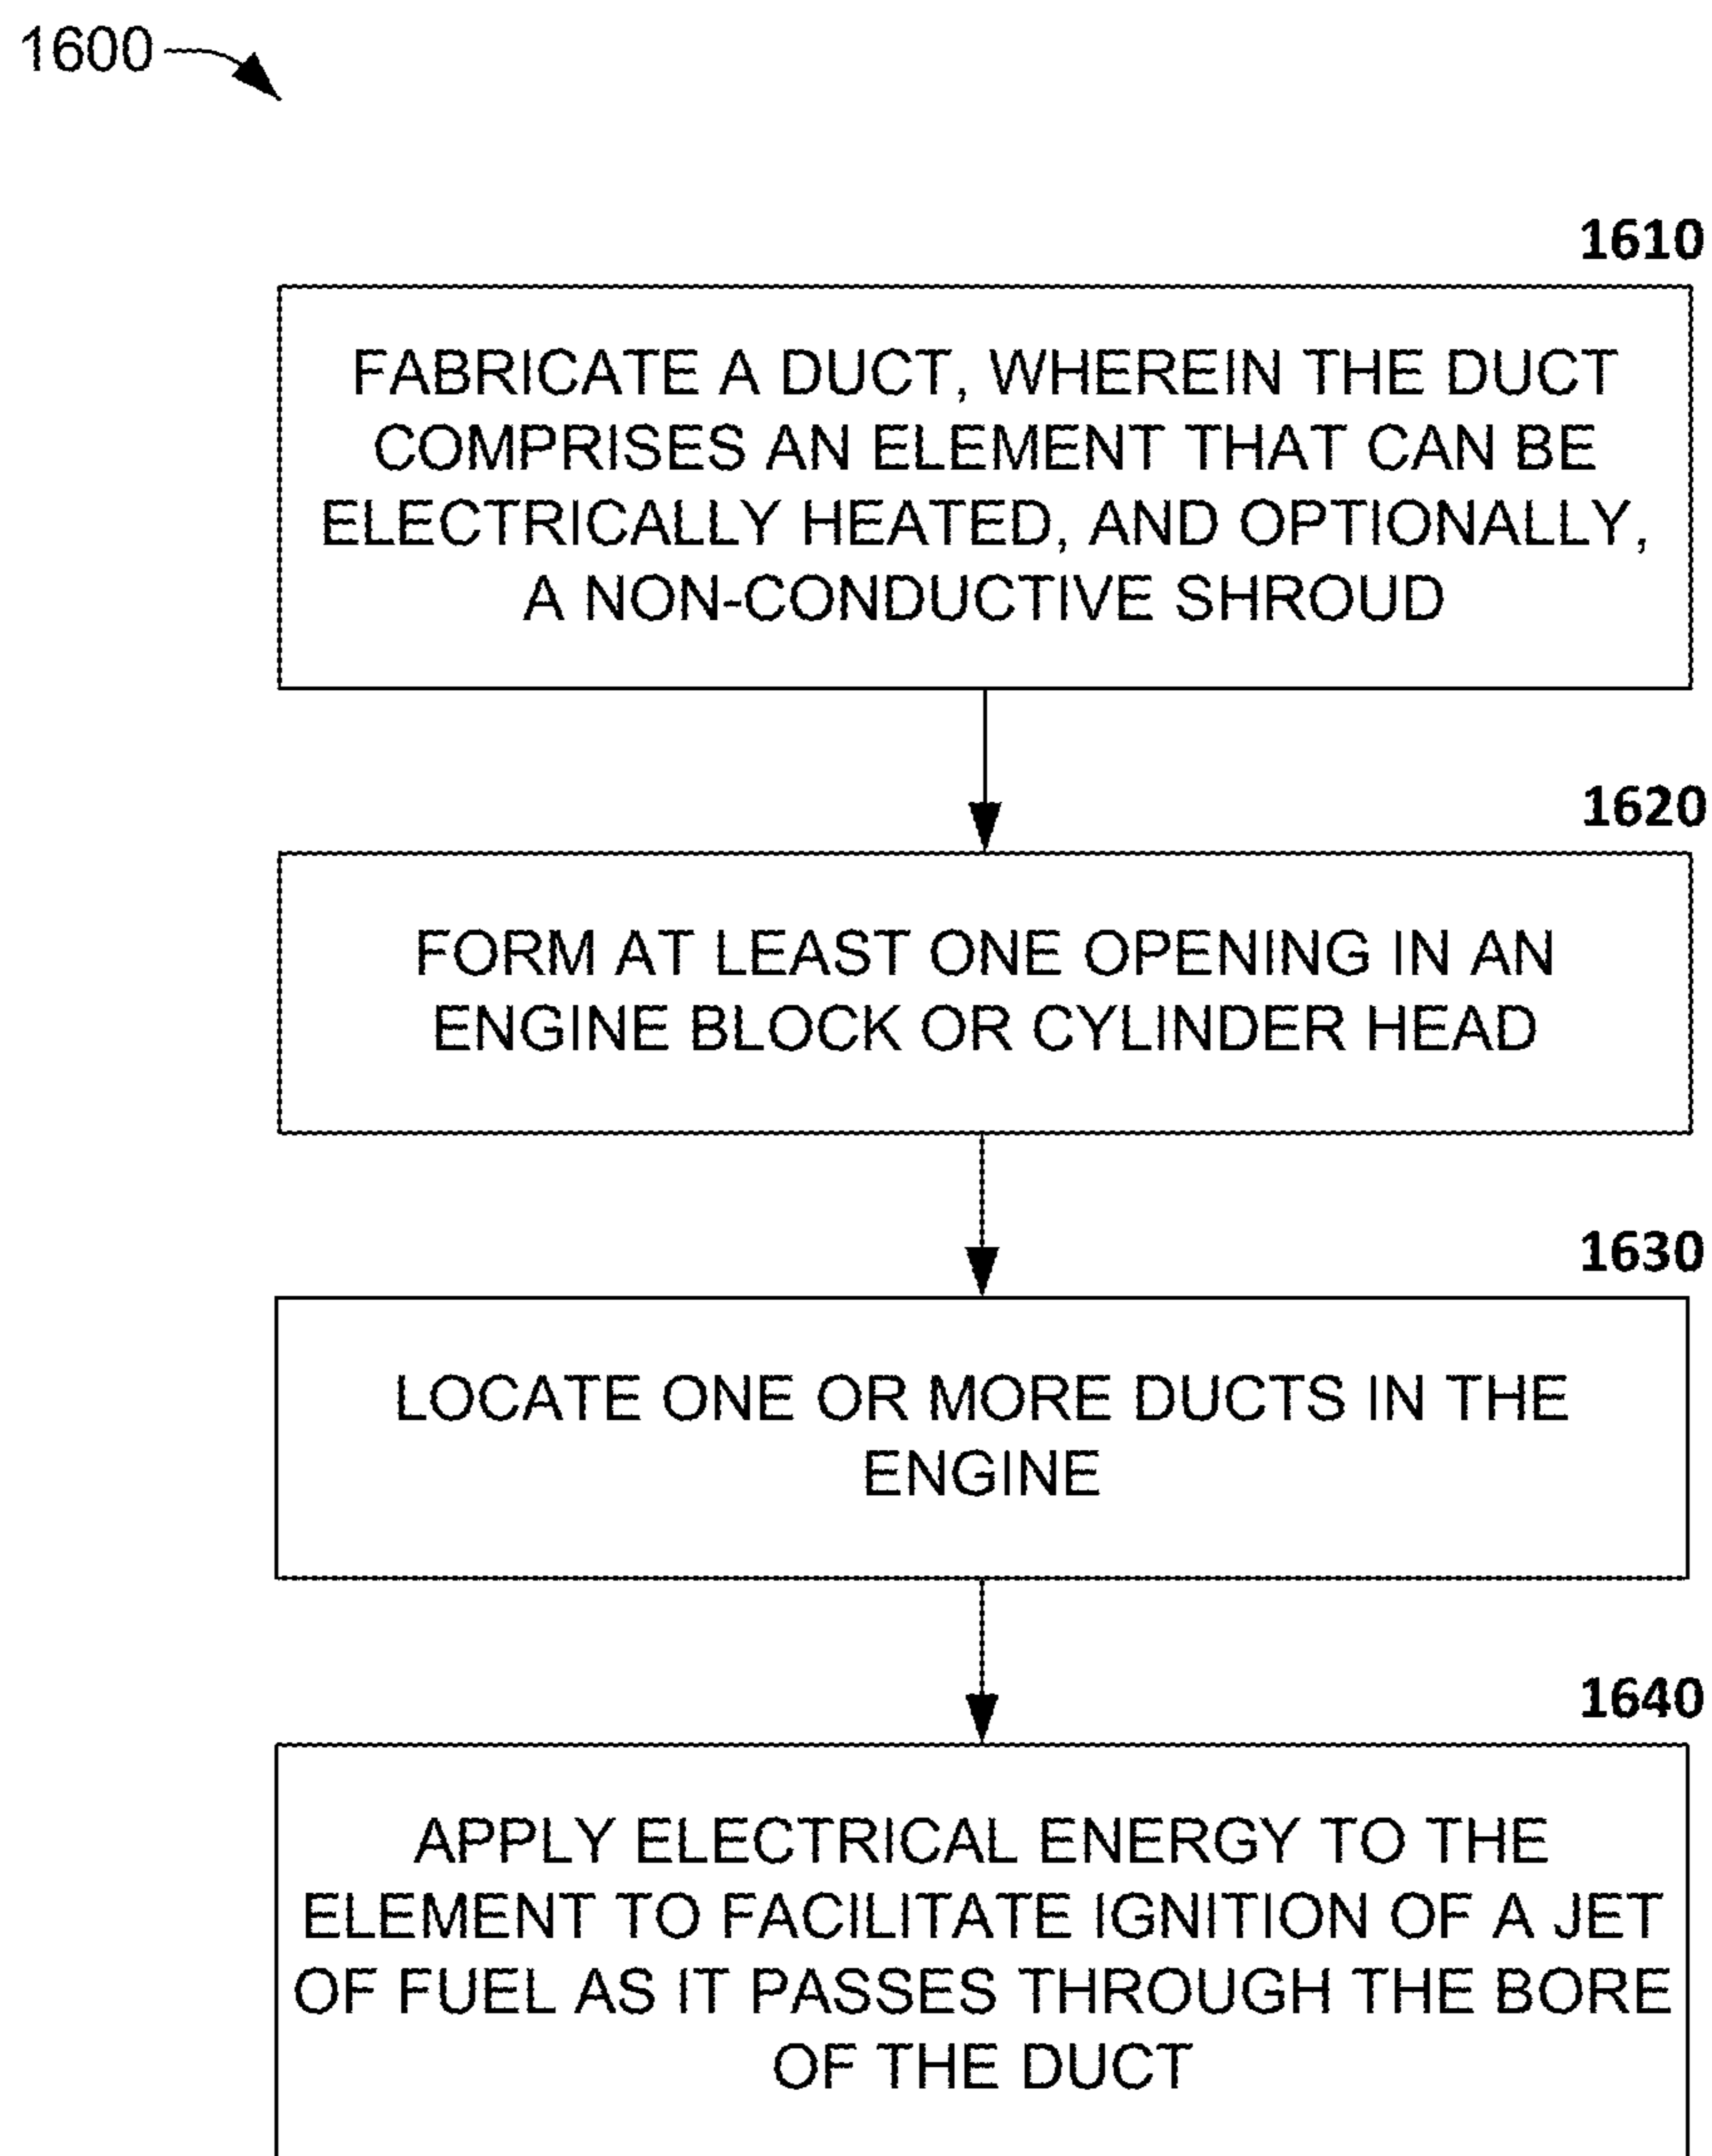 1600
1610
FABRICATE A DUCT, WHEREIN THE DUCT
COMPRISES AN ELEMENT THAT CAN BE
ELECTRICALLY HEATED, AND OPTIONALLY,
A NON-CONDUCTIVE SHROUD
1620
FORM AT LEAST ONE OPENING IN AN
ENGINE BLOCK OR CYLINDER HEAD
1630
LOCATE ONE OR MORE DUCTS IN THE
ENGINE
1640
APPLY ELECTRICAL ENERGY TO THE
ELEMENT TO FACILITATE IGNITION OF A JET
OF FUEL AS IT PASSES THROUGH THE BORE
OF THE DUCT